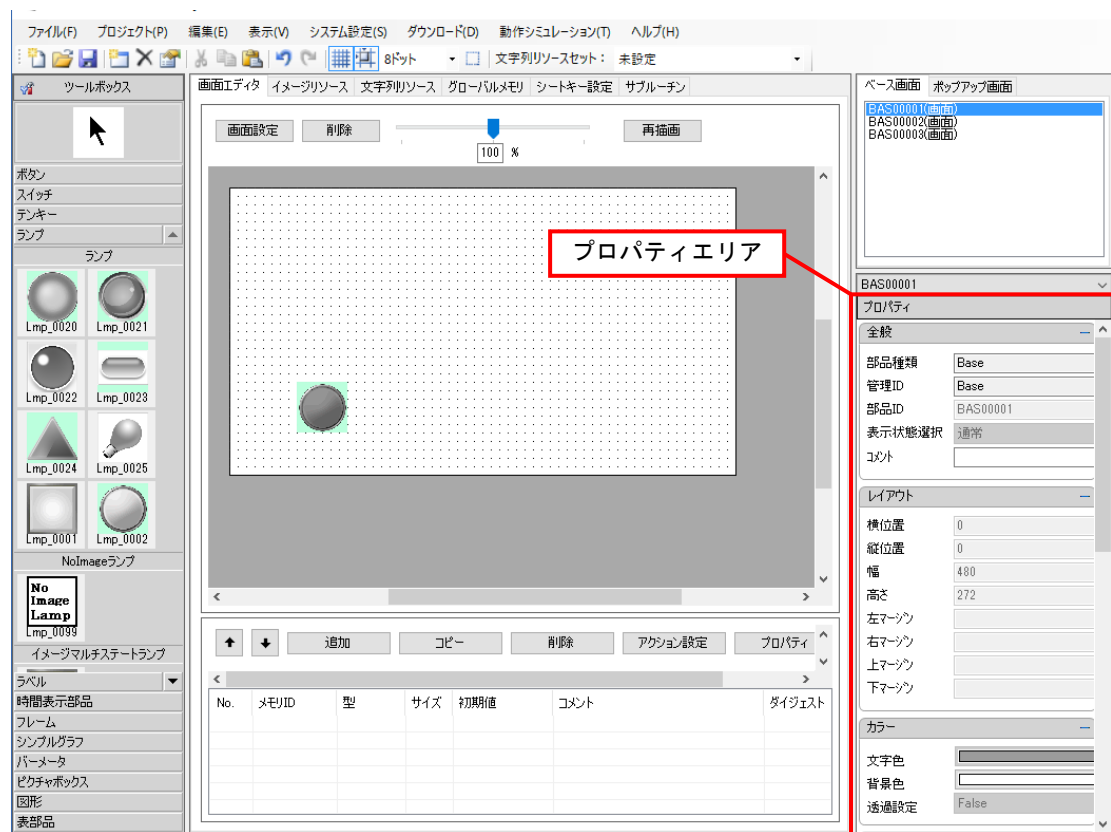 ファイル(F) プロジェクト(P) 編集(E) 表示(V) システム設定(S) ダウンロード(D) 動作シミュレーション(T) ヘルプ(H)
8ドット 文字列リソースセット： 未設定
ツールボックス
ボタン
スイッチ
テンキー
ランプ
ランプ
Lmp_0020 Lmp_0021
Lmp_0022 Lmp_0023
Lmp_0024 Lmp_0025
Lmp_0001 Lmp_0002
NoImageランプ
No
Image
Lamp
Lmp_0099
イメージマルチステートランプ
ラベル
時間表示部品
フレーム
シンプルグラフ
バーメータ
ピクチャボックス
図形
表部品
画面エディタ イメージリソース 文字列リソース グローバルメモリ シートキー設定 サブルーチン
画面設定 削除 再描画
100 %
プロパティエリア
追加 コピー 削除 アクション設定 プロパティ
No. メモリID 型 サイズ 初期値 コメント ダイジェスト
ベース画面 ポップアップ画面
BAS00001(画面)
BAS00002(画面)
BAS00003(画面)
BAS00001
プロパティ
全般
部品種類 Base
管理ID Base
部品ID BAS00001
表示状態選択 通常
コメント
レイアウト
横位置 0
縦位置 0
幅 480
高さ 272
左マージン
右マージン
上マージン
下マージン
カラー
文字色
背景色
透過設定 False